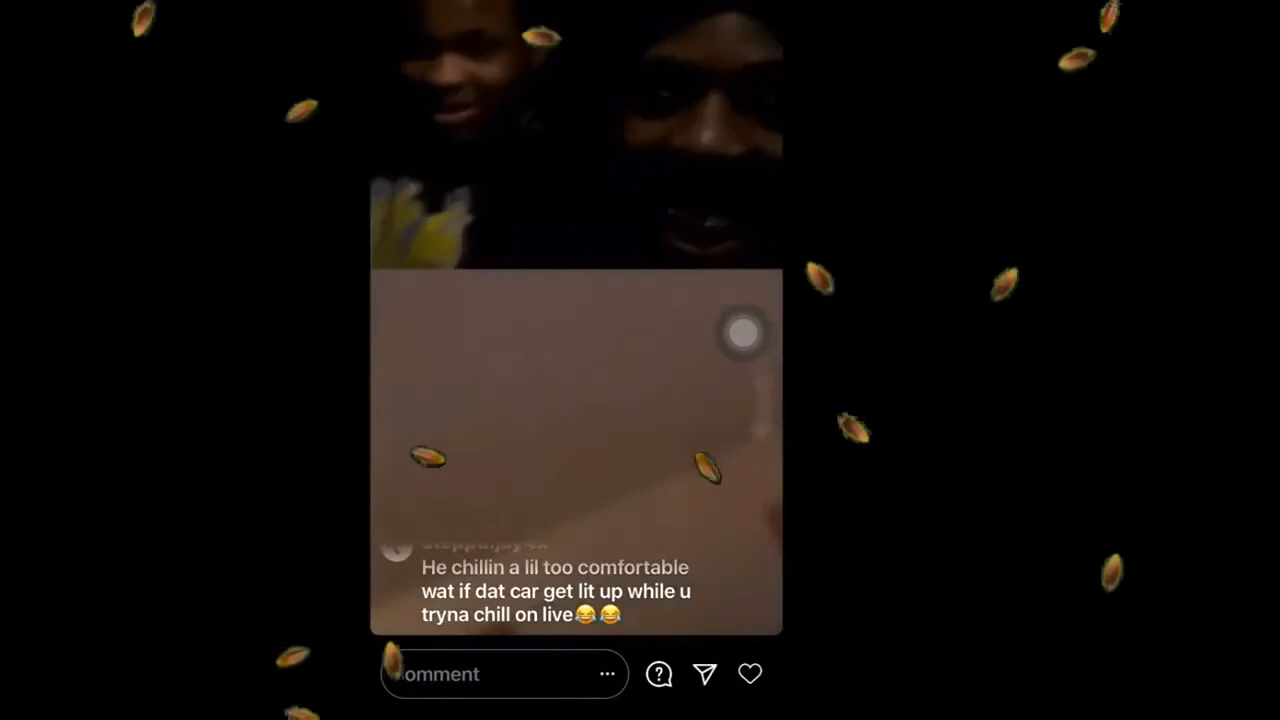 He chillin a lil too comfortable
wat if dat car get lit up while u
tryna chill on live😂😂
omment